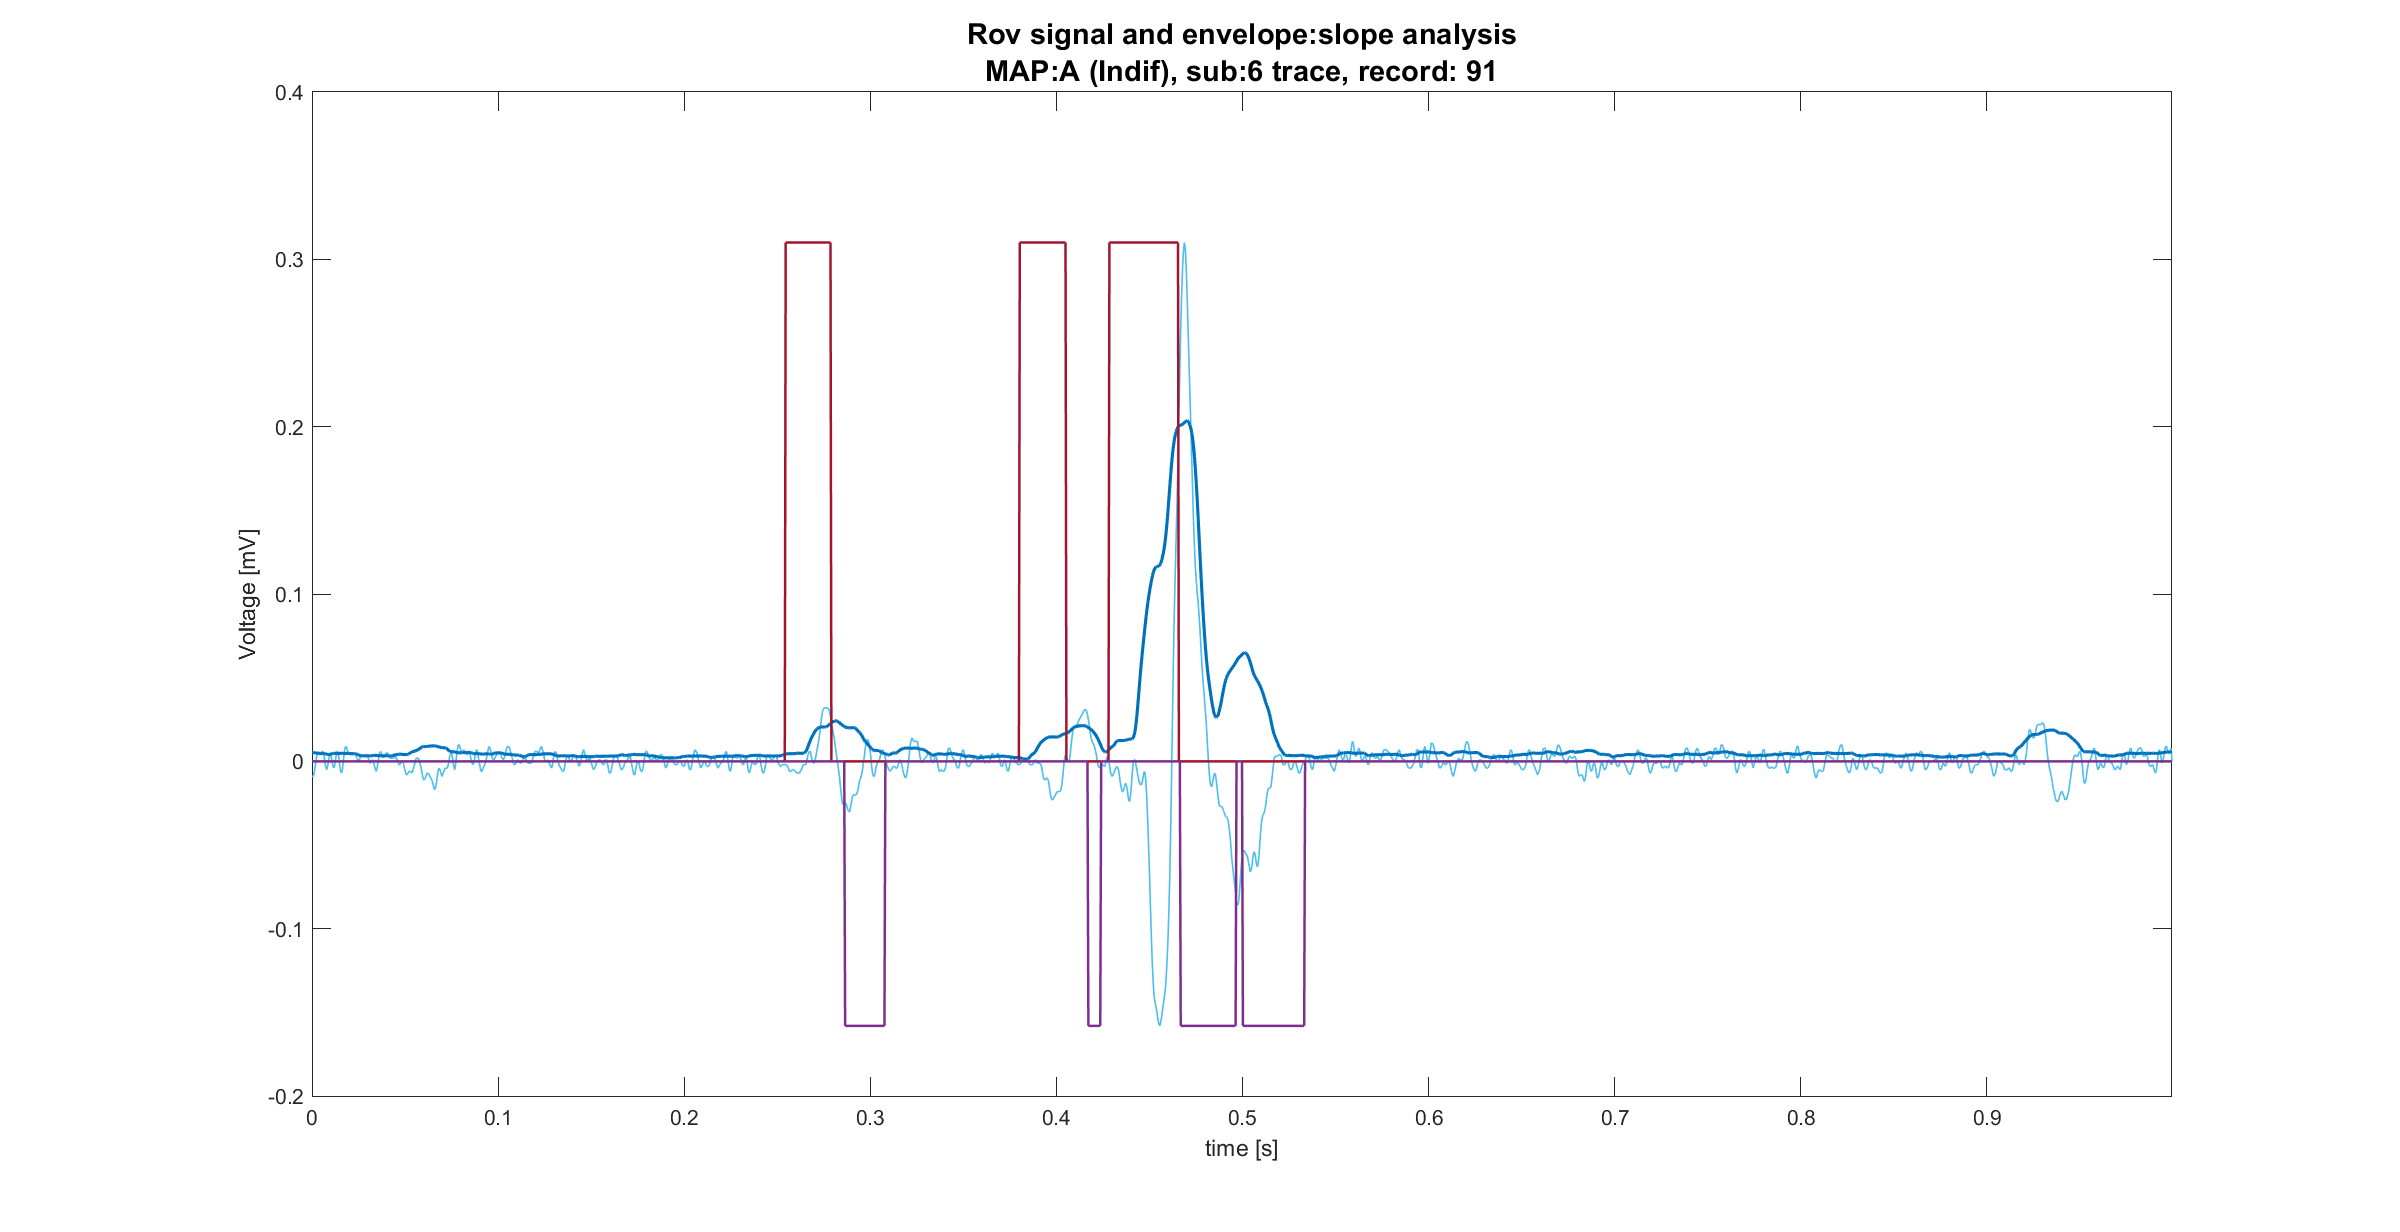 Rov signal and envelope:slope analysis
MAP:A (Indif), sub:6 trace, record: 91
0.4
0.3
0.2
0.1
0
-0.1
-0.2
Voltage [mV]
0 0.1 0.2 0.3 0.4 0.5 0.6 0.7 0.8 0.9
time [s]